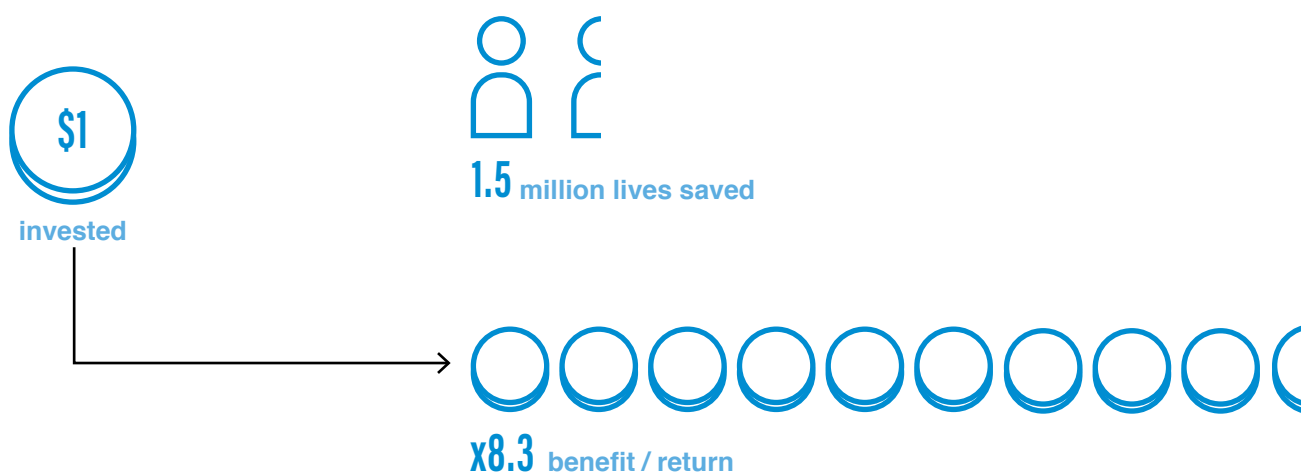 $1
invested
1.5 million lives saved
x8.3 benefit / return